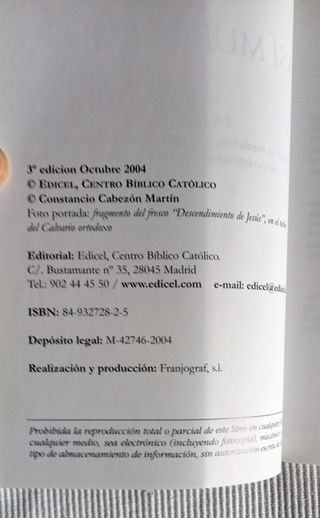 3ª edicion Octubre 2004
© EDICEL, CENTRO BÍBLICO CATÓLICO
© Constancio Cabezón Martín
Foto portada: fragmento del fresco "Descendimiento de Jesús", en el
del Calvario ortodoxo
Editorial: Edicel, Centro Bíblico Católico.
C/. Bustamante nº 35, 28045 Madrid
Tel.: 902 44 45 50 / www.edicel.com e-mail: edicel@
ISBN: 84-932728-2-5
Depósito legal: M-42746-2004
Realización y producción: Franjograf, s.l.
Prohibida la reproducción total o parcial de este libro en cualquier
cualquier medio, sea electrónico (incluyendo fotocopia), mecánico
tipo de almacenamiento de información, sin autorización escrita de